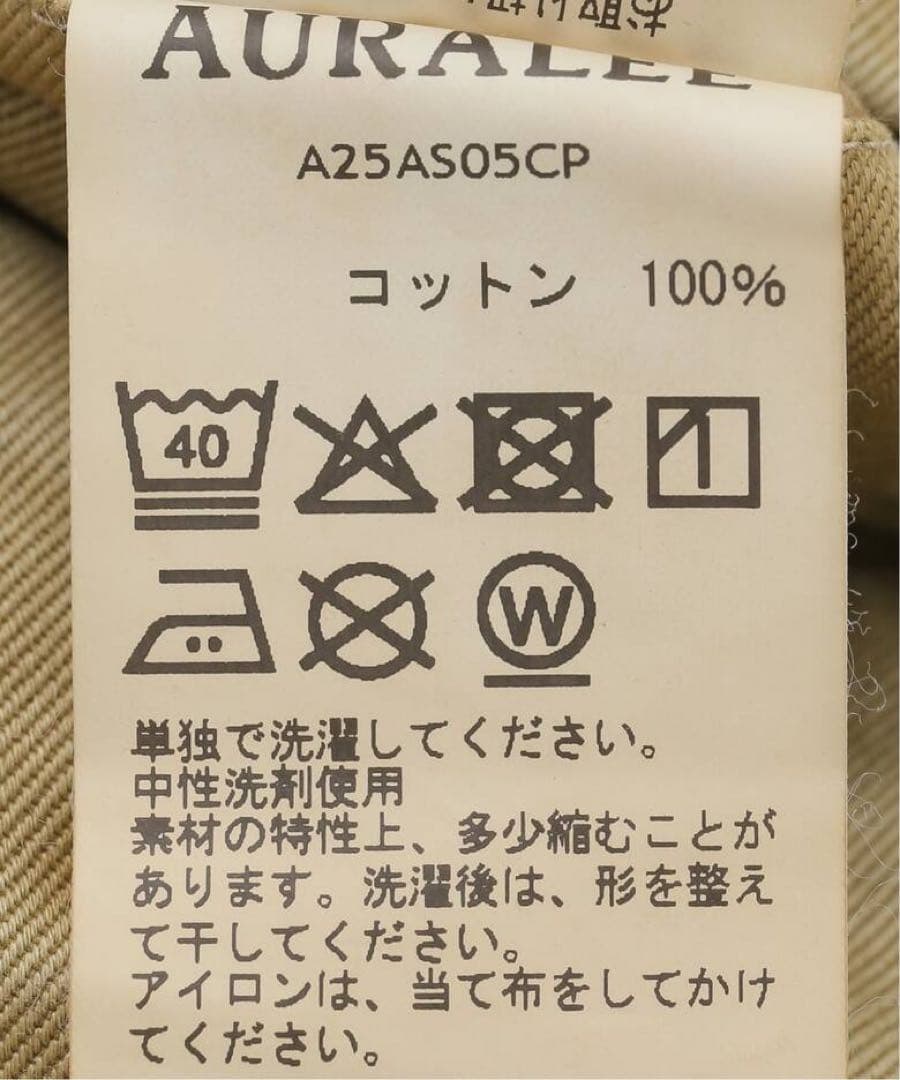 AURALEE
A25AS05CP
コットン 100%
40
W
単独で洗濯してください。
中性洗剤使用
素材の特性上、多少縮むことが
あります。洗濯後は、形を整え
て干してください。
アイロンは、当て布をしてかけ
てください。